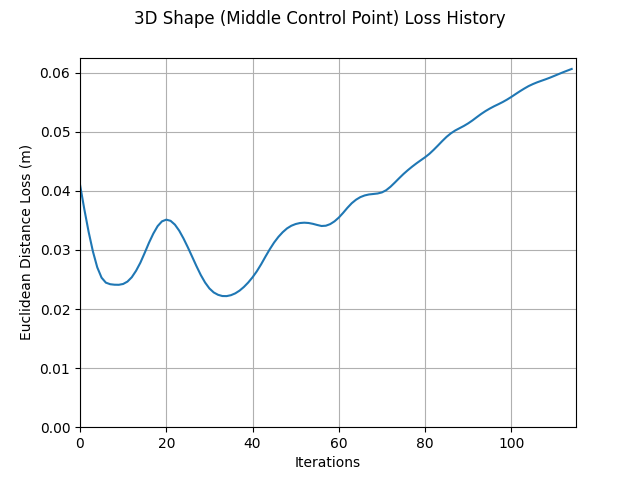 3D Shape (Middle Control Point) Loss History
0.06
0.05
0.04
0.03
0.02
0.01
0.00
Euclidean Distance Loss (m)
0 20 40 60 80 100
Iterations